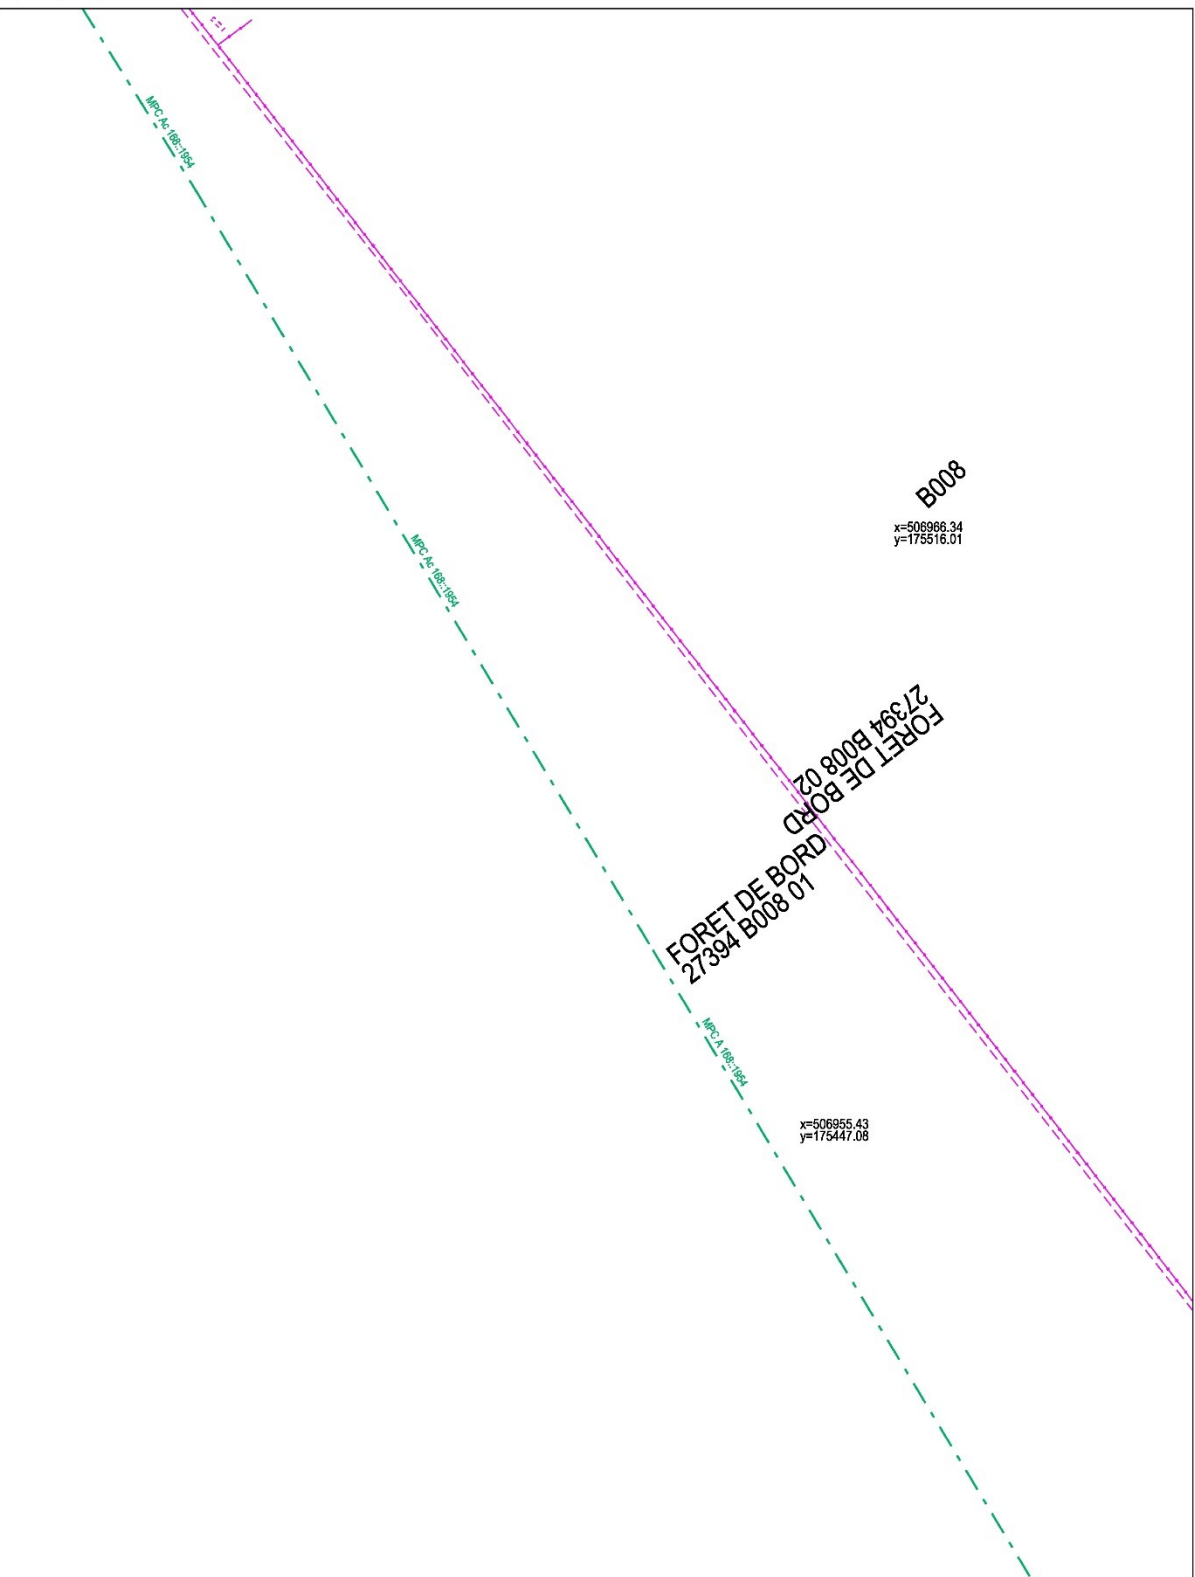 MPC Ac 168::1954
MPC Ac 168::1954
B008
x=506966.34
y=175516.01
FORET DE BORD
27394 B008 02
FORET DE BORD
27394 B008 01
MPC A 168::1954
x=506955.43
y=175447.08